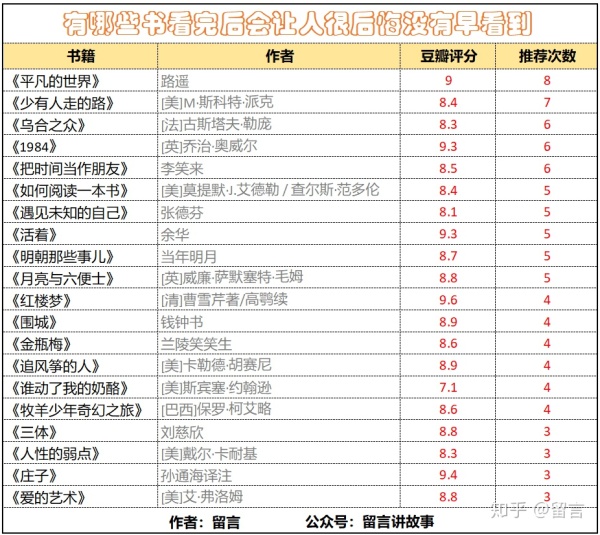 有哪些书看完后会让人很后悔没有早看到
书籍 作者 豆瓣评分 推荐次数
《平凡的世界》 路遥 9 8
《少有人走的路》 [美]M·斯科特·派克 8.4 7
《乌合之众》 [法]古斯塔夫·勒庞 8.3 6
《1984》 [英]乔治·奥威尔 9.3 6
《把时间当作朋友》 李笑来 8.5 6
《如何阅读一本书》 [美]莫提默·J.艾德勒 / 查尔斯·范多伦 8.4 5
《遇见未知的自己》 张德芬 8.1 5
《活着》 余华 9.3 5
《明朝那些事儿》 当年明月 8.7 5
《月亮与六便士》 [英]威廉·萨默塞特·毛姆 8.8 5
《红楼梦》 [清]曹雪芹著/高鹗续 9.6 4
《围城》 钱钟书 8.9 4
《金瓶梅》 兰陵笑笑生 8.6 4
《追风筝的人》 [美]卡勒德·胡赛尼 8.9 4
《谁动了我的奶酪》 [美]斯宾塞·约翰逊 7.1 4
《牧羊少年奇幻之旅》 [巴西]保罗·柯艾略 8.6 4
《三体》 刘慈欣 8.8 3
《人性的弱点》 [美]戴尔·卡耐基 8.3 3
《庄子》 孙通海译注 9.4 3
《爱的艺术》 [美]艾·弗洛姆 8.8 3
作者：留言 公众号：留言讲故事
知乎 @留言